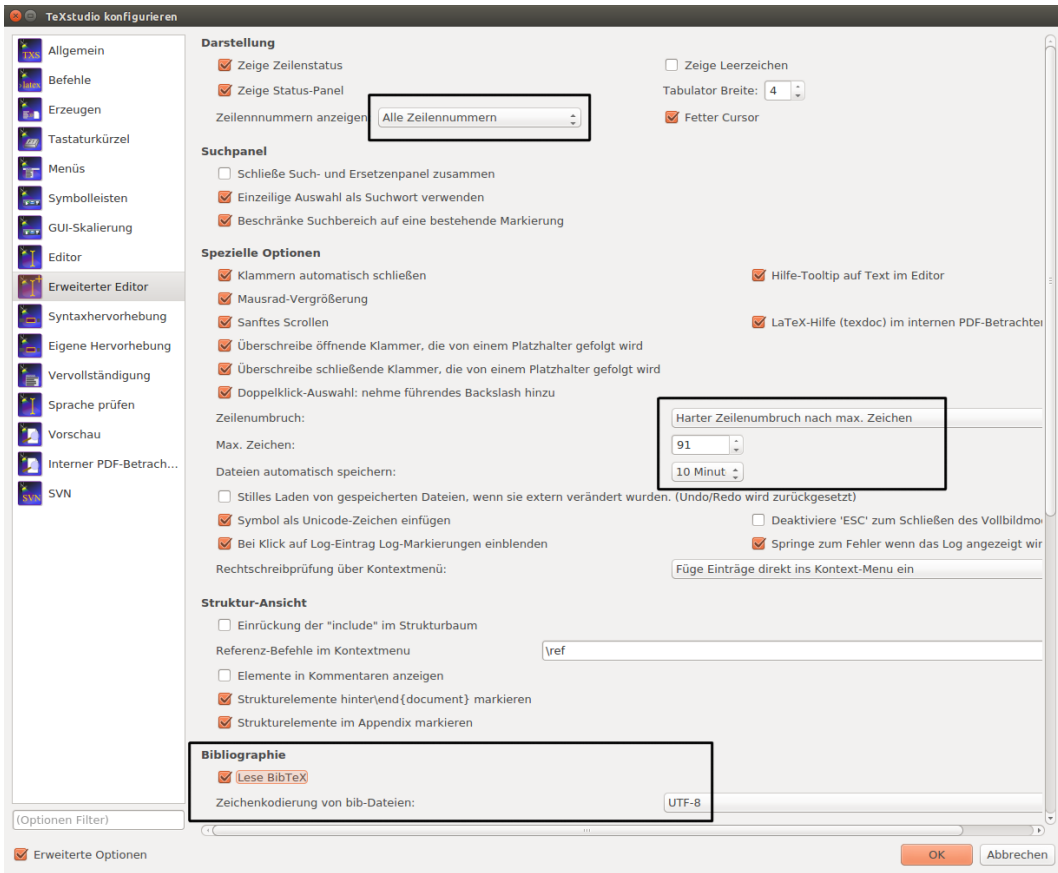 TeXstudio konfigurieren
Allgemein
Befehle
Erzeugen
Tastaturkürzel
Menüs
Symbolleisten
GUI-Skalierung
Editor
Erweiterter Editor
Syntaxhervorhebung
Eigene Hervorhebung
Vervollständigung
Sprache prüfen
Vorschau
Interner PDF-Betrach...
SVN
(Optionen Filter)
Erweiterte Optionen
Darstellung
Zeige Zeilenstatus
Zeige Leerzeichen
Zeige Status-Panel
Tabulator Breite: 4
Zeilennnummern anzeigen Alle Zeilennummern
Fetter Cursor
Suchpanel
Schließe Such- und Ersetzenpanel zusammen
Einzeilige Auswahl als Suchwort verwenden
Beschränke Suchbereich auf eine bestehende Markierung
Spezielle Optionen
Klammern automatisch schließen
Hilfe-Tooltip auf Text im Editor
Mausrad-Vergrößerung
Sanftes Scrollen
LaTeX-Hilfe (texdoc) im internen PDF-Betrachter
Überschreibe öffnende Klammer, die von einem Platzhalter gefolgt wird
Überschreibe schließende Klammer, die von einem Platzhalter gefolgt wird
Doppelklick-Auswahl: nehme führendes Backslash hinzu
Zeilenumbruch: Harter Zeilenumbruch nach max. Zeichen
Max. Zeichen: 91
Dateien automatisch speichern: 10 Minut
Stilles Laden von gespeicherten Dateien, wenn sie extern verändert wurden. (Undo/Redo wird zurückgesetzt)
Symbol als Unicode-Zeichen einfügen
Deaktiviere 'ESC' zum Schließen des Vollbildmo
Bei Klick auf Log-Eintrag Log-Markierungen einblenden
Springe zum Fehler wenn das Log angezeigt wir
Rechtschreibprüfung über Kontextmenü: Füge Einträge direkt ins Kontext-Menu ein
Struktur-Ansicht
Einrückung der "include" im Strukturbaum
Referenz-Befehle im Kontextmenu \ref
Elemente in Kommentaren anzeigen
Strukturelemente hinter\end{document} markieren
Strukturelemente im Appendix markieren
Bibliographie
Lese BibTeX
Zeichenkodierung von bib-Dateien: UTF-8
OK
Abbrechen